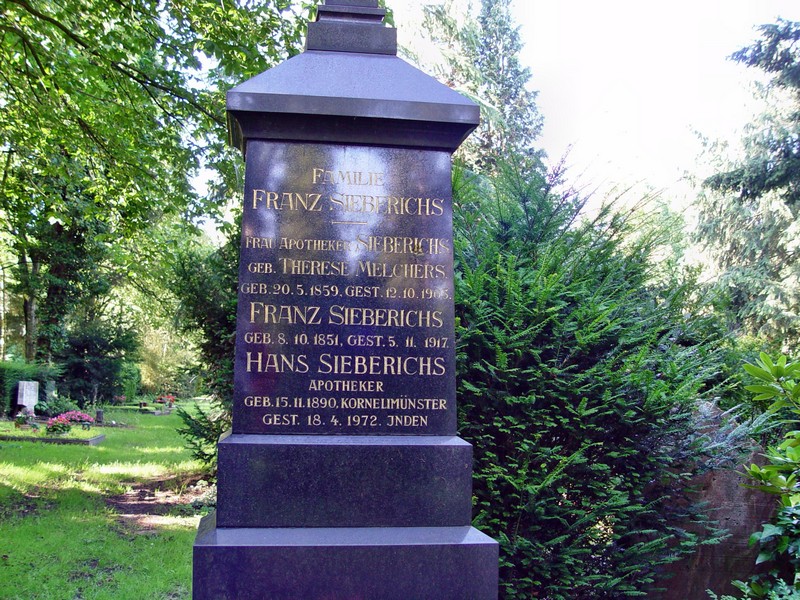 FAMILIE
FRANZ SIEBERICHS
FRAU APOTHEKER SIEBERICHS
GEB. THERESE MELCHERS.
GEB. 20. 5. 1859, GEST. 12. 10. 1905.
FRANZ SIEBERICHS
GEB. 8. 10. 1851, GEST. 5. 11. 1917.
HANS SIEBERICHS
APOTHEKER
GEB. 15. 11. 1890, KORNELIMÜNSTER
GEST. 18. 4. 1972. JNDEN